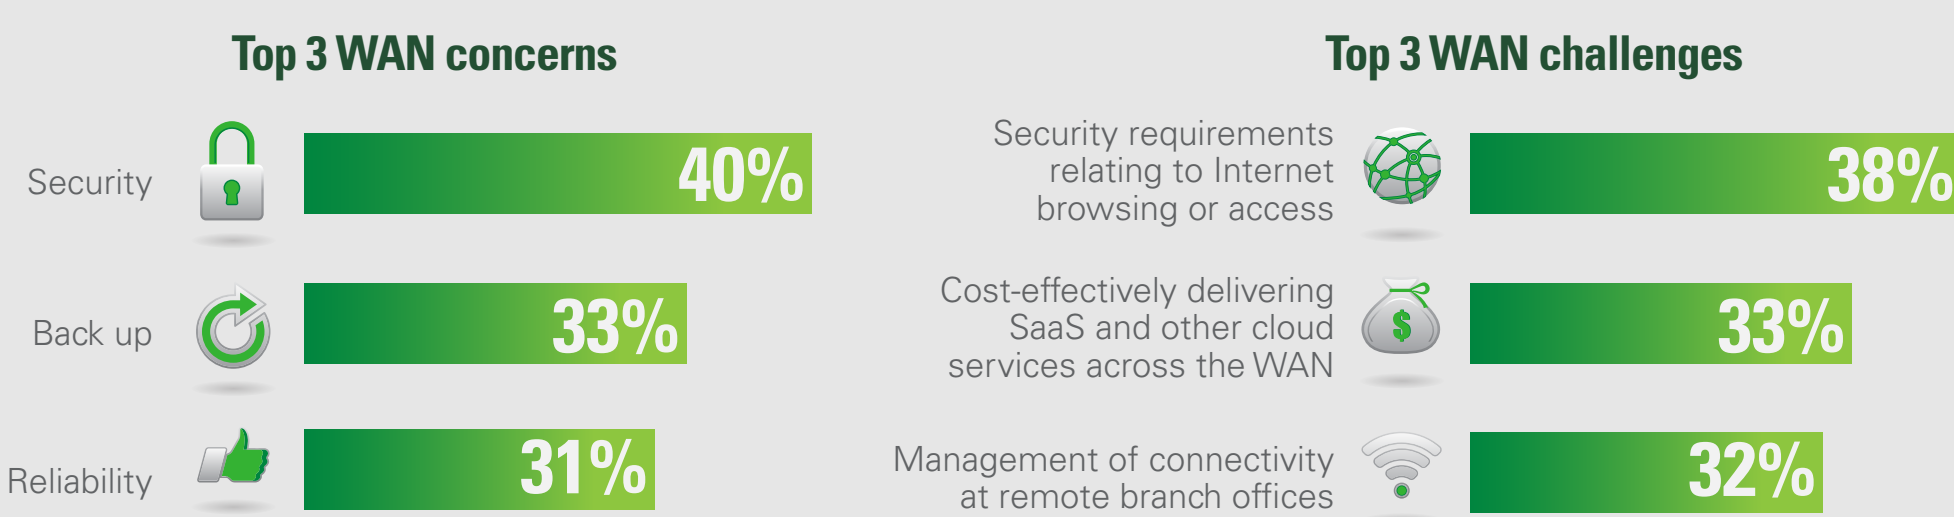 Top 3 WAN concerns
Security
40%
Back up
33%
Reliability
31%
Top 3 WAN challenges
Security requirements
relating to Internet
browsing or access
38%
Cost-effectively delivering
SaaS and other cloud
services across the WAN
$
33%
Management of connectivity
at remote branch offices
32%